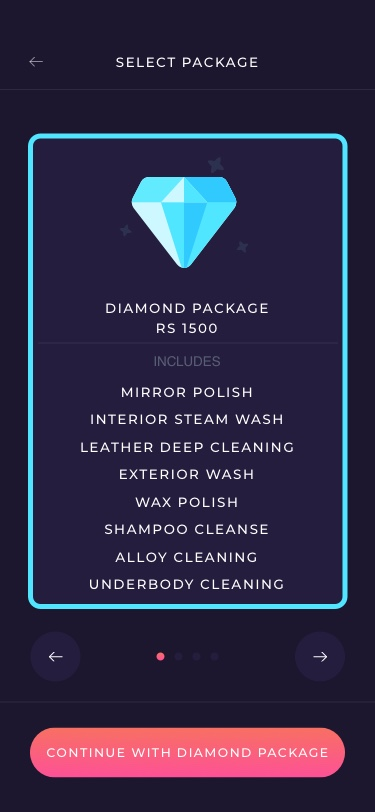 SELECT PACKAGE
DIAMOND PACKAGE
RS 1500
INCLUDES
MIRROR POLISH
INTERIOR STEAM WASH
LEATHER DEEP CLEANING
EXTERIOR WASH
WAX POLISH
SHAMPOO CLEANSE
ALLOY CLEANING
UNDERBODY CLEANING
CONTINUE WITH DIAMOND PACKAGE